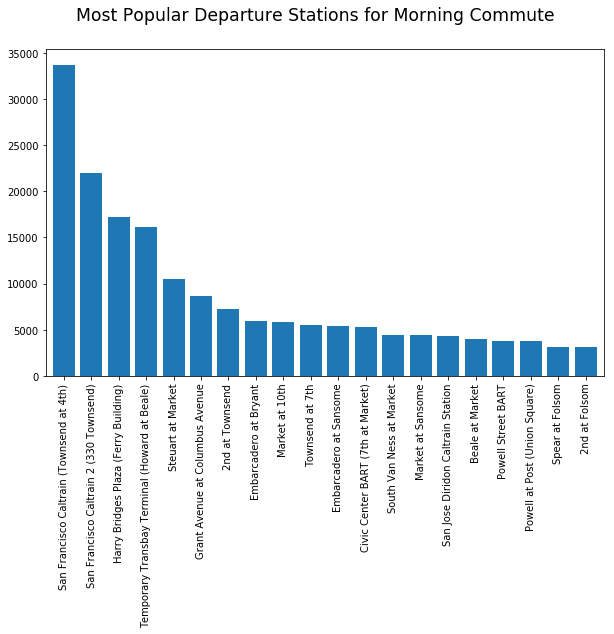 Most Popular Departure Stations for Morning Commute
35000
30000
25000
20000
15000
10000
5000
0
San Francisco Caltrain (Townsend at 4th)
San Francisco Caltrain 2 (330 Townsend)
Harry Bridges Plaza (Ferry Building)
Temporary Transbay Terminal (Howard at Beale)
Steuart at Market
Grant Avenue at Columbus Avenue
2nd at Townsend
Embarcadero at Bryant
Market at 10th
Townsend at 7th
Embarcadero at Sansome
Civic Center BART (7th at Market)
South Van Ness at Market
Market at Sansome
San Jose Diridon Caltrain Station
Beale at Market
Powell Street BART
Powell at Post (Union Square)
Spear at Folsom
2nd at Folsom